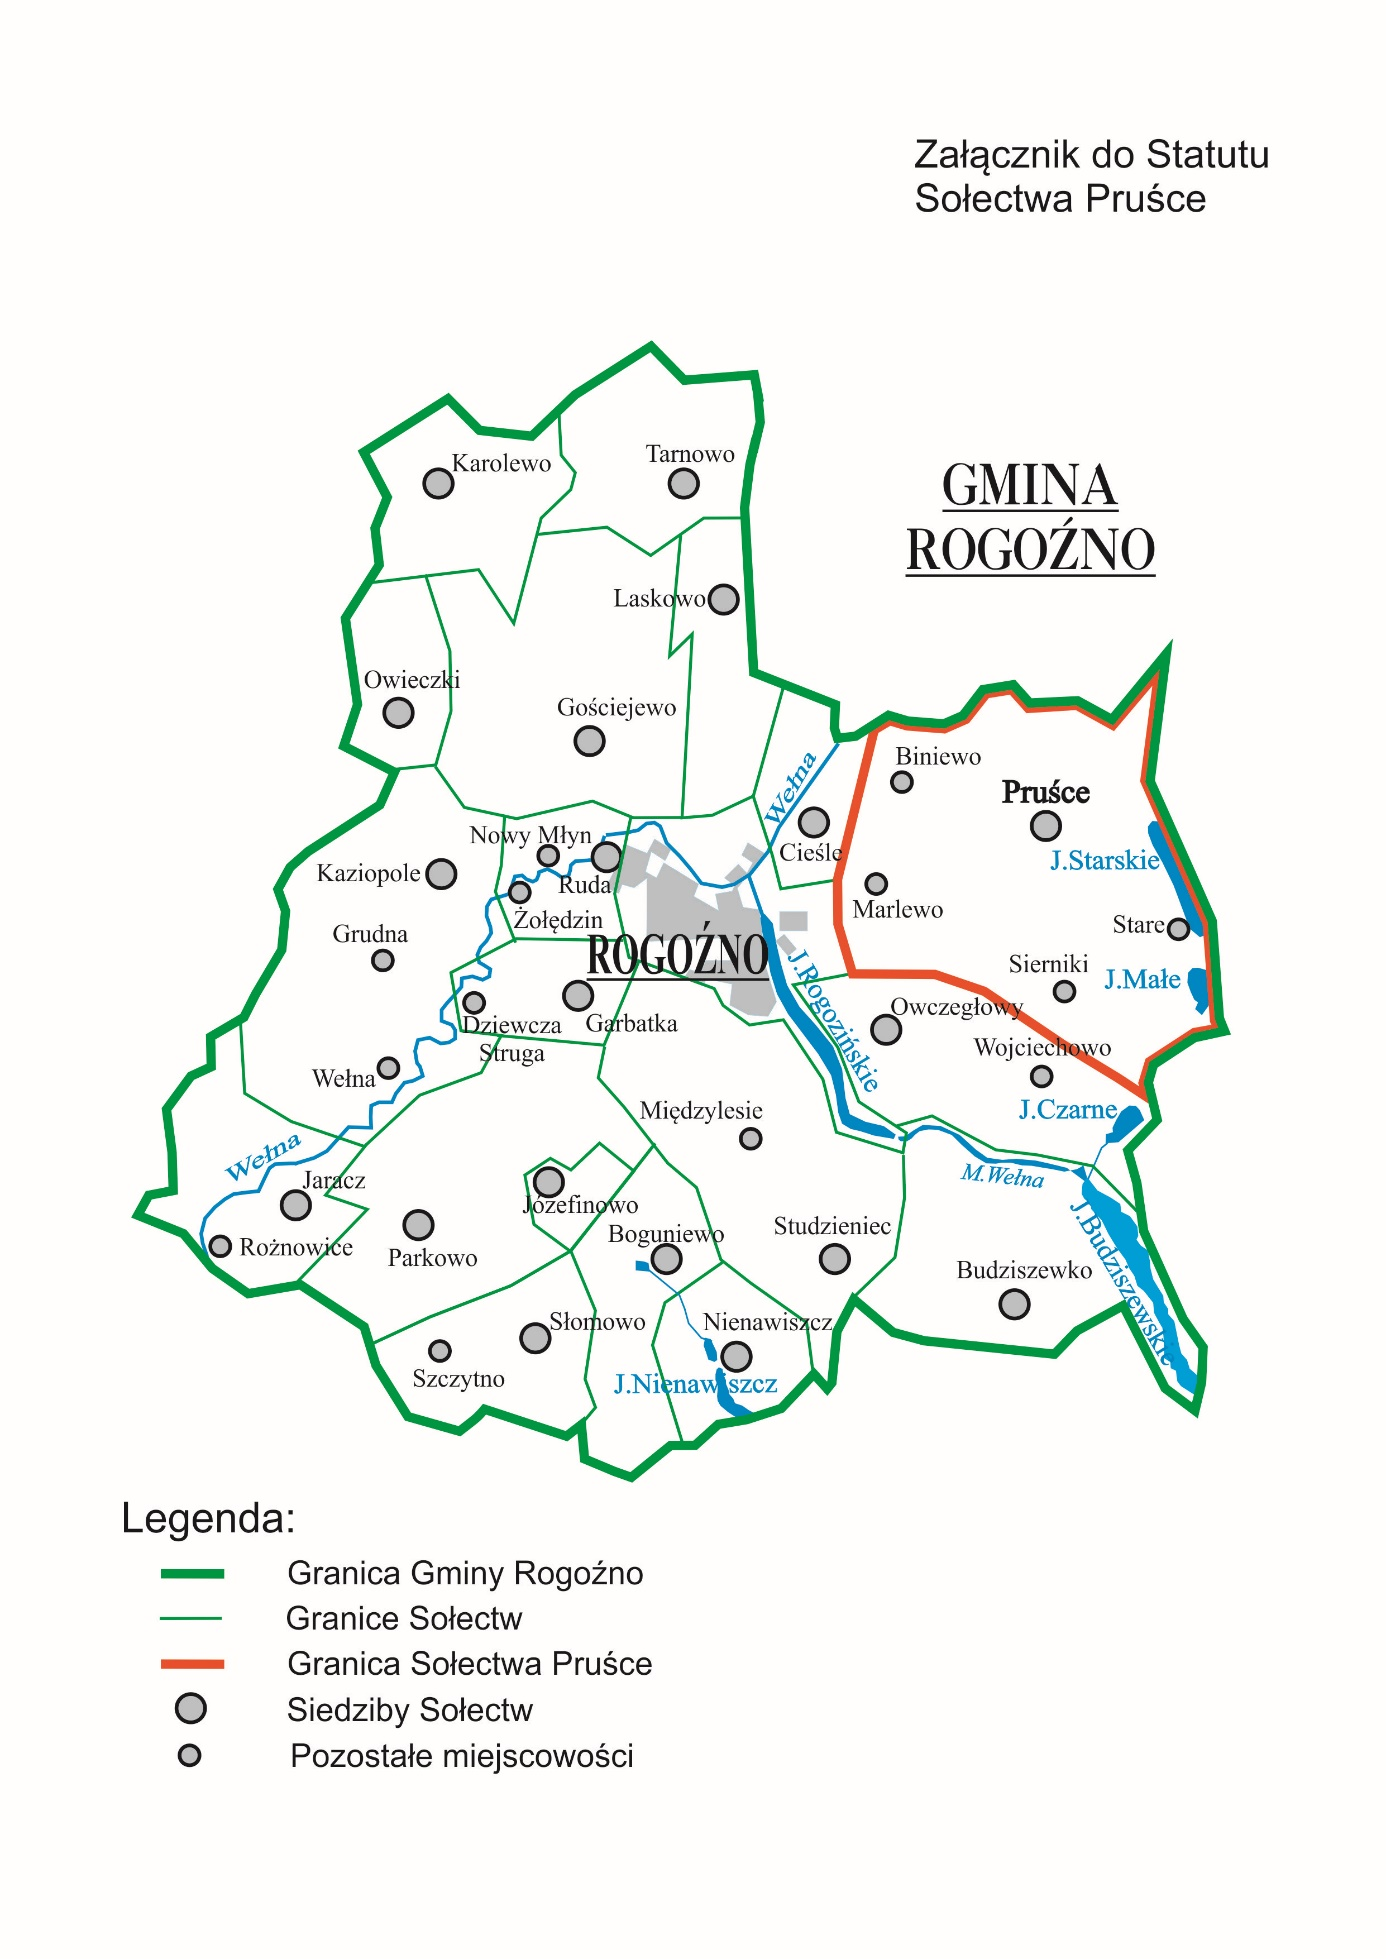 Załącznik do Statutu
Sołectwa Pruśce
GMINA
ROGOŹNO
Karolewo
Tarnowo
Laskowo
Owieczki
Gościejewo
Wełna
Biniewo
Pruśce
Nowy Młyn
Cieśle
J.Starskie
Kaziopole
Ruda
Marlewo
Żołędzin
Stare
Grudna
ROGOŹNO
J.Rogozińskie
Sierniki
J.Małe
Owczegłowy
Dziewcza
Struga
Garbatka
Wojciechowo
Wełna
Międzylesie
J.Czarne
Wełna
Jaracz
M.Wełna
Józefinowo
J.Budziszewskie
Boguniewo
Studzieniec
Rożnowice
Parkowo
Budziszewko
Słomowo
Nienawiszcz
Szczytno
J.Nienawiszcz
Legenda:
Granica Gminy Rogoźno
Granice Sołectw
Granica Sołectwa Pruśce
Siedziby Sołectw
Pozostałe miejscowości